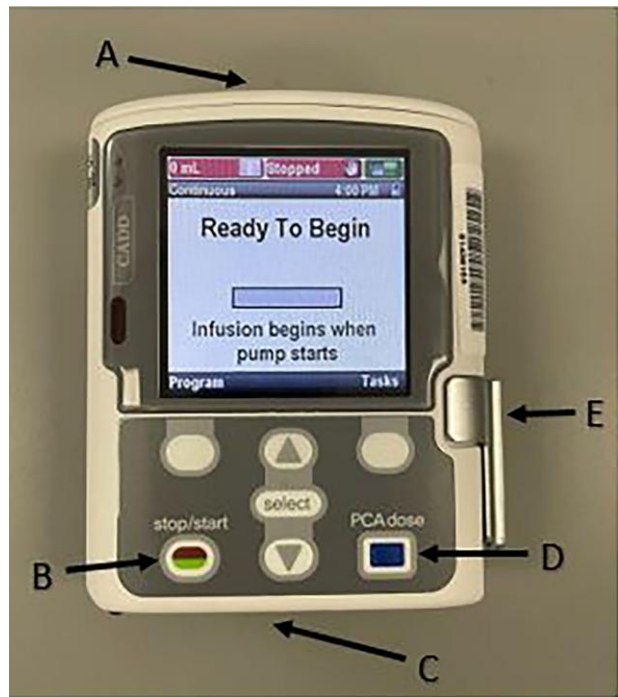 A
0 mL Stopped
Continuous 4:00 PM
CADD
Ready To Begin
Infusion begins when
pump starts
Program Tasks
E
select
stop/start PCA dose
B
D
C